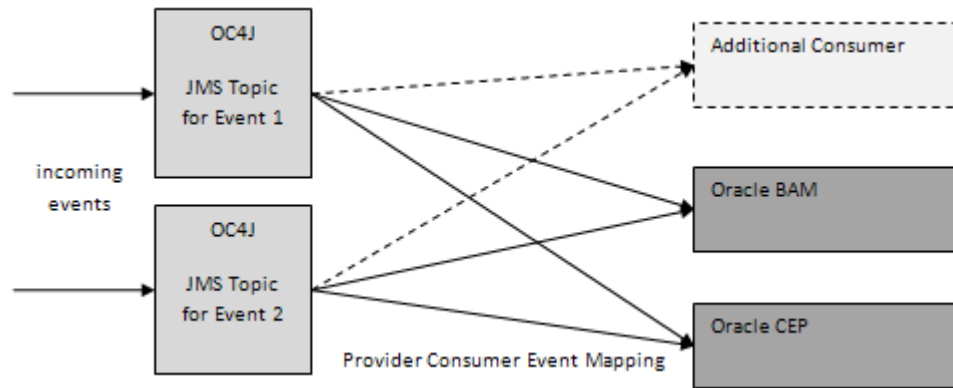 OC4J
JMS Topic
for Event 1
incoming
events
OC4J
JMS Topic
for Event 2
Additional Consumer
Oracle BAM
Oracle CEP
Provider Consumer Event Mapping